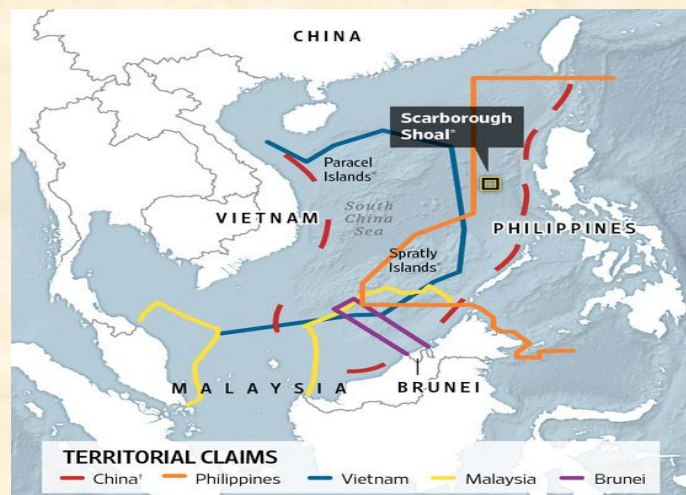 CHINA
Scarborough
Shoal*
Paracel
Islands*
South
China
Sea
VIETNAM
PHILIPPINES
Spratly
Islands*
MALAYSIA
BRUNEI
TERRITORIAL CLAIMS
China† Philippines Vietnam Malaysia Brunei